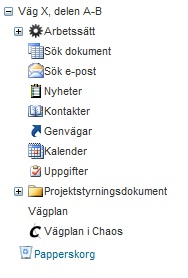 Väg X, delen A-B
Arbetssätt
Sök dokument
Sök e-post
Nyheter
Kontakter
Genvägar
Kalender
Uppgifter
Projektstyrningsdokument
Vägplan
Vägplan i Chaos
Papperskorg